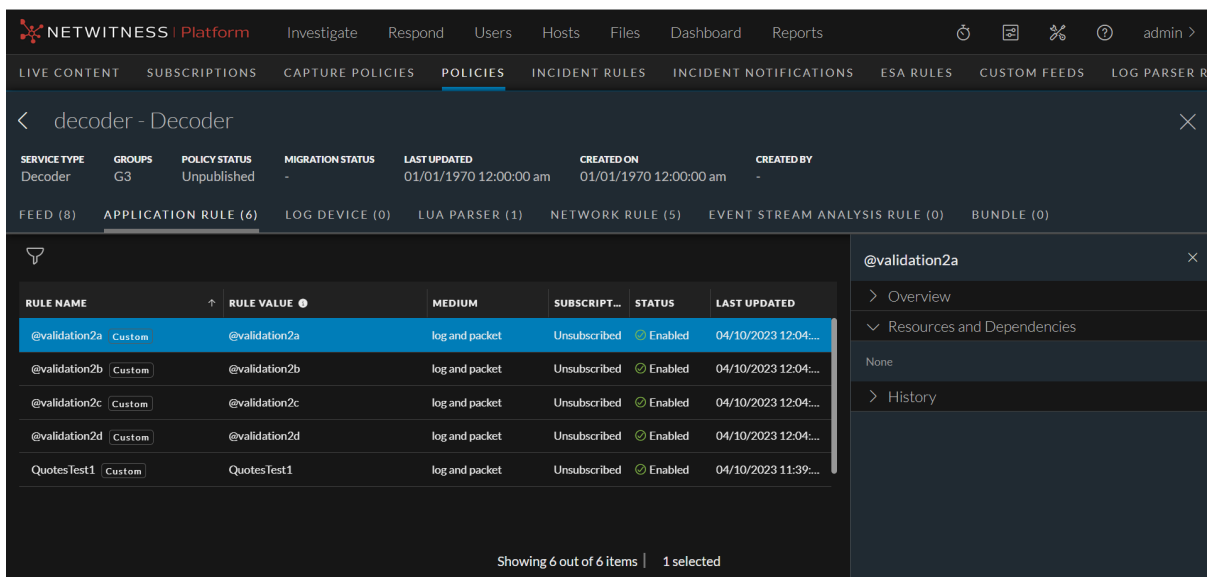 NETWITNESS | Platform Investigate Respond Users Hosts Files Dashboard Reports admin >
LIVE CONTENT SUBSCRIPTIONS CAPTURE POLICIES POLICIES INCIDENT RULES INCIDENT NOTIFICATIONS ESA RULES CUSTOM FEEDS LOG PARSER R
decoder - Decoder
SERVICE TYPE GROUPS POLICY STATUS MIGRATION STATUS LAST UPDATED CREATED ON CREATED BY
Decoder G3 Unpublished - 01/01/1970 12:00:00 am 01/01/1970 12:00:00 am -
FEED (8) APPLICATION RULE (6) LOG DEVICE (0) LUA PARSER (1) NETWORK RULE (5) EVENT STREAM ANALYSIS RULE (0) BUNDLE (0)
@validation2a
RULE NAME RULE VALUE MEDIUM SUBSCRIPT... STATUS LAST UPDATED
@validation2a Custom @validation2a log and packet Unsubscribed Enabled 04/10/2023 12:04:...
@validation2b Custom @validation2b log and packet Unsubscribed Enabled 04/10/2023 12:04:...
@validation2c Custom @validation2c log and packet Unsubscribed Enabled 04/10/2023 12:04:...
@validation2d Custom @validation2d log and packet Unsubscribed Enabled 04/10/2023 12:04:...
QuotesTest1 Custom QuotesTest1 log and packet Unsubscribed Enabled 04/10/2023 11:39:...
Showing 6 out of 6 items | 1 selected
Overview
Resources and Dependencies
None
History